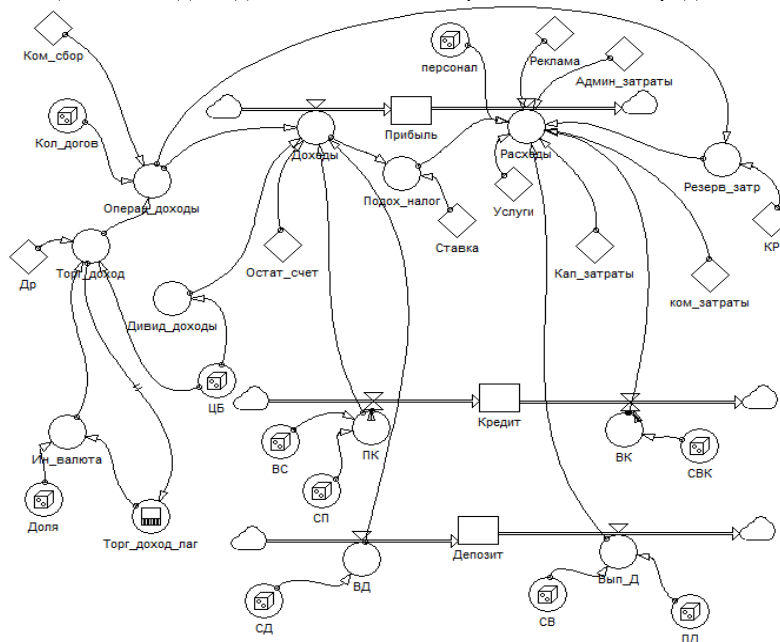 Ком_сбор
персонал
Реклама
Админ_затраты
Кол_догов
Прибыль
Доходы
Расходы
Операц_доходы
Подох_налог
Резерв_затр
Услуги
Др
Торг_доход
Остат_счет
Ставка
Кап_затраты
КР
ком_затраты
Дивид_доходы
ЦБ
Кредит
Ин_валюта
ВС
ПК
ВК
СВК
Доля
СП
Торг_доход_лаг
Депозит
ВД
Вып_Д
СД
СВ